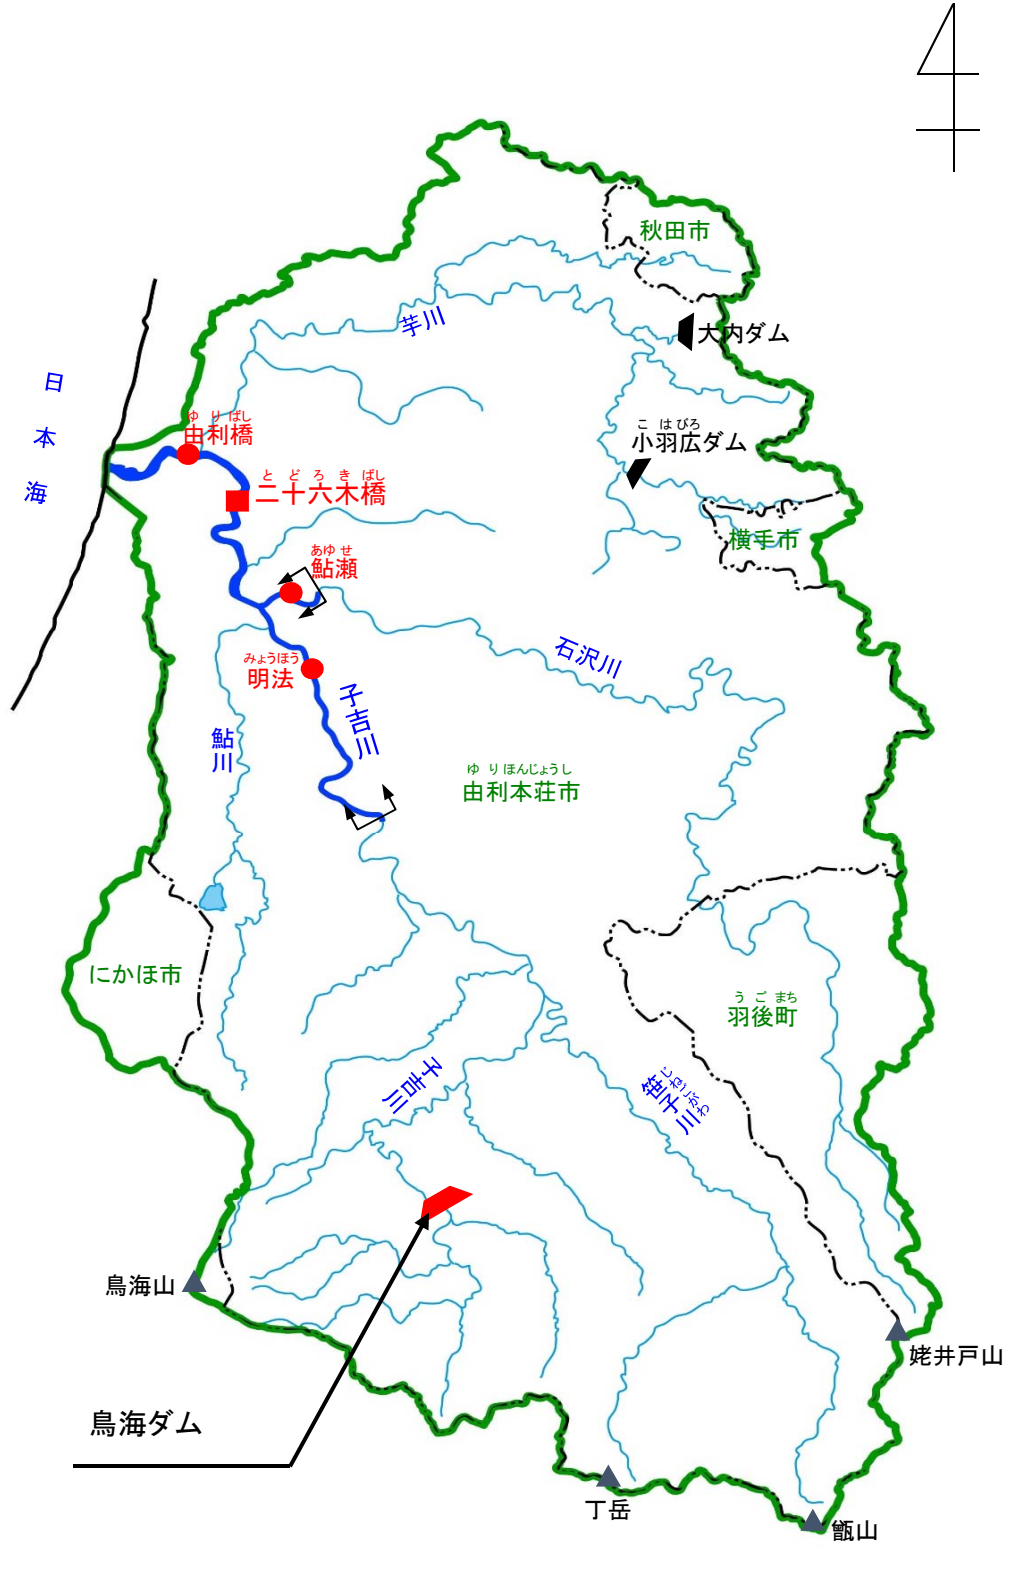 秋田市
芋川
大内ダム
日本海
こ は びろ
小羽広ダム
ゆ り ばし
由利橋
と ど ろ き ばし
二十六木橋
横手市
あゆ せ
鮎瀬
石沢川
みょうほう
明法
子吉川
鮎川
ゆ り ほんじょうし
由利本荘市
にかほ市
う ご まち
羽後町
子吉川
じねごがわ
笹子川
鳥海山
姥井戸山
鳥海ダム
丁岳
甑山